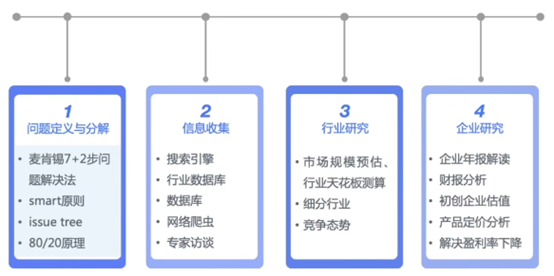 1
问题定义与分解
麦肯锡7+2步问
题解决法
smart原则
issue tree
80/20原理
2
信息收集
搜索引擎
行业数据库
数据库
网络爬虫
专家访谈
3
行业研究
市场规模预估、
行业天花板测算
细分行业
竞争态势
4
企业研究
企业年报解读
财报分析
初创企业估值
产品定价分析
解决盈利率下降